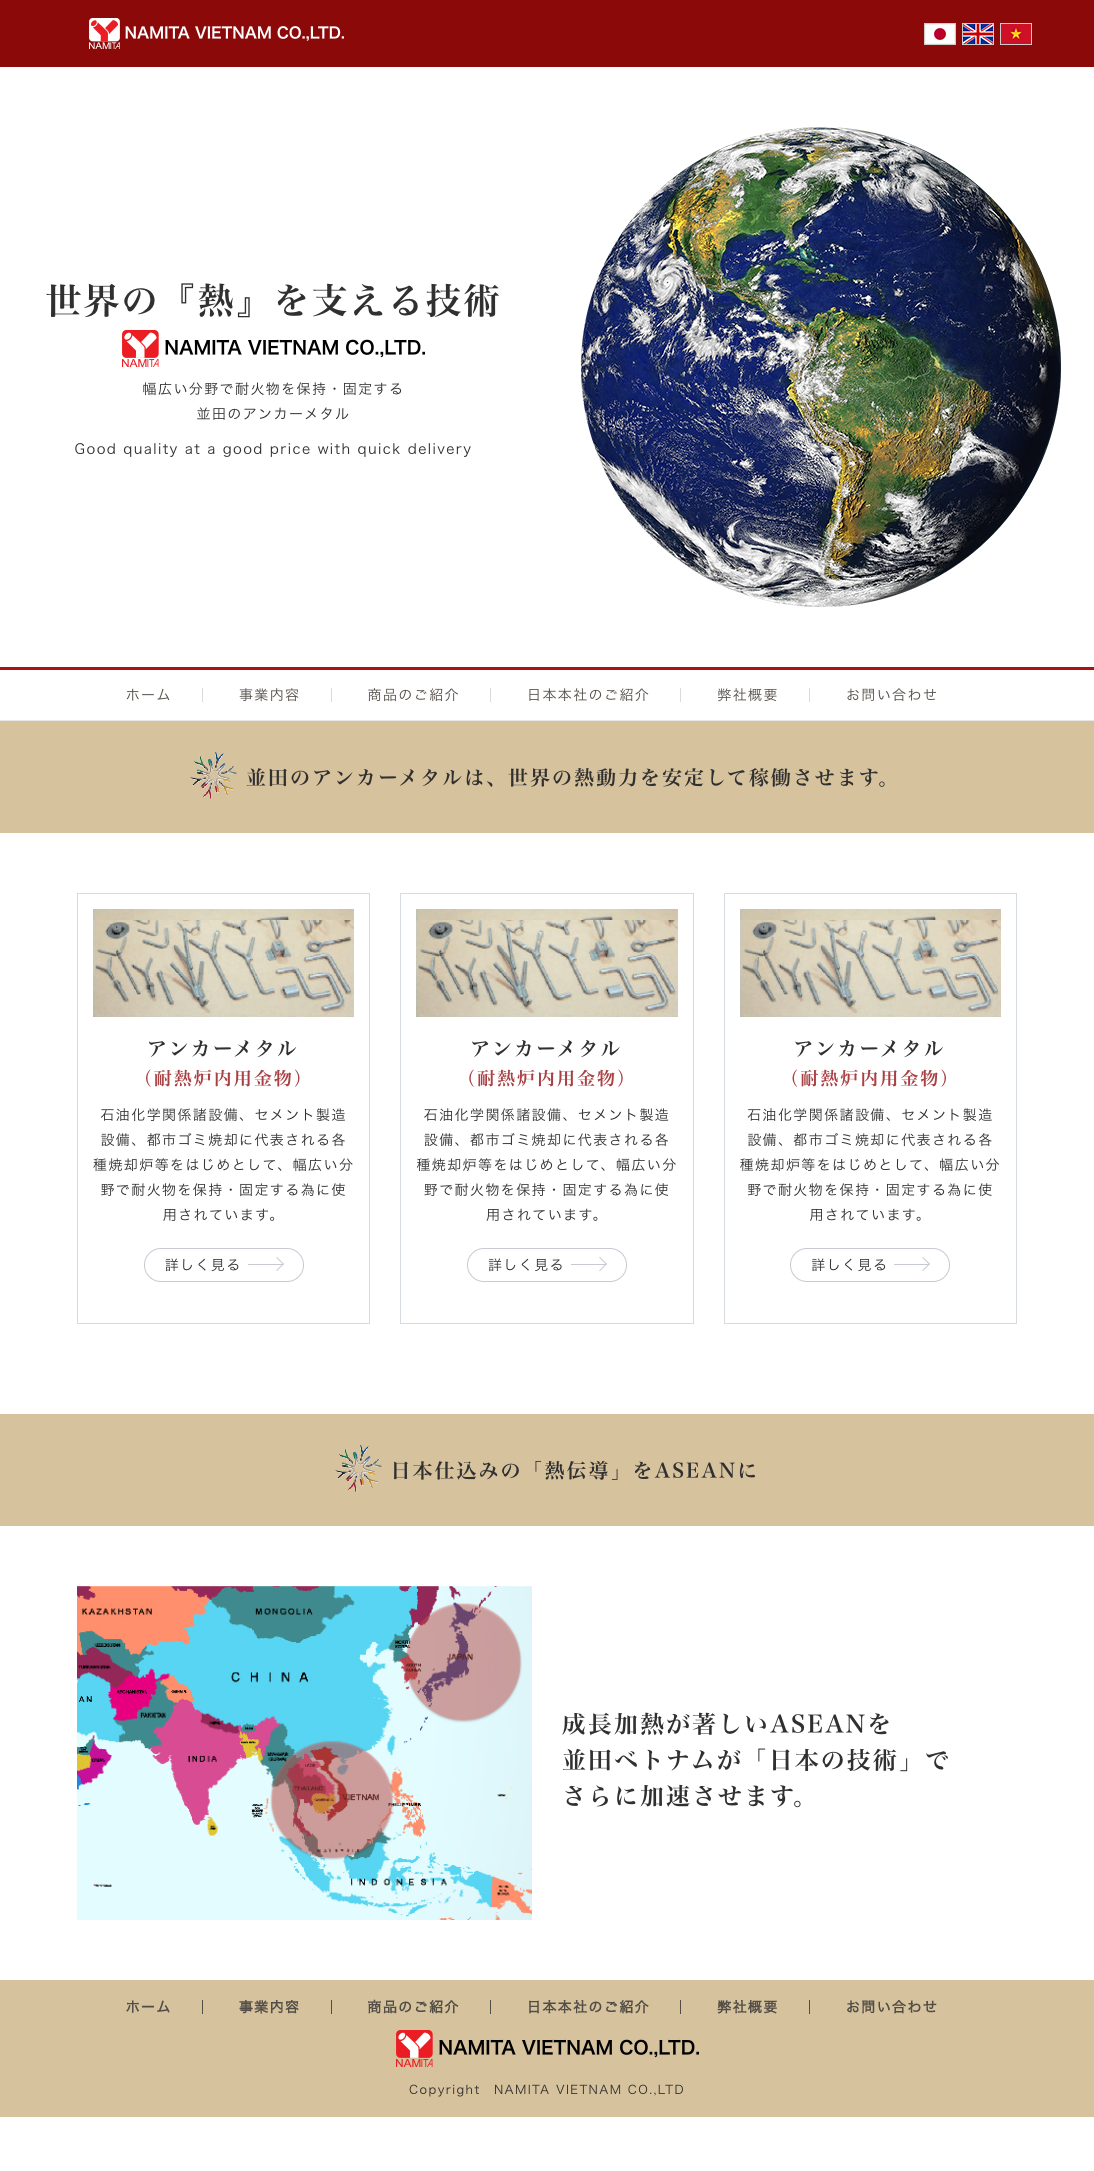 NAMITA NAMITA VIETNAM CO.,LTD.
世界の『熱』を支える技術
NAMITA NAMITA VIETNAM CO.,LTD.
幅広い分野で耐火物を保持・固定する
並田のアンカーメタル
Good quality at a good price with quick delivery
ホーム 事業内容 商品のご紹介 日本本社のご紹介 弊社概要 お問い合わせ
並田のアンカーメタルは、世界の熱動力を安定して稼働させます。
アンカーメタル
（耐熱炉内用金物）
石油化学関係諸設備、セメント製造
設備、都市ゴミ焼却に代表される各
種焼却炉等をはじめとして、幅広い分
野で耐火物を保持・固定する為に使
用されています。
詳しく見る
アンカーメタル
（耐熱炉内用金物）
石油化学関係諸設備、セメント製造
設備、都市ゴミ焼却に代表される各
種焼却炉等をはじめとして、幅広い分
野で耐火物を保持・固定する為に使
用されています。
詳しく見る
アンカーメタル
（耐熱炉内用金物）
石油化学関係諸設備、セメント製造
設備、都市ゴミ焼却に代表される各
種焼却炉等をはじめとして、幅広い分
野で耐火物を保持・固定する為に使
用されています。
詳しく見る
日本仕込みの「熱伝導」をASEANに
KAZAKHSTAN
MONGOLIA
JAPAN
CHINA
PAKISTAN
INDIA
THAILAND
VIETNAM
INDONESIA
成長加熱が著しいASEANを
並田ベトナムが「日本の技術」で
さらに加速させます。
ホーム 事業内容 商品のご紹介 日本本社のご紹介 弊社概要 お問い合わせ
NAMITA NAMITA VIETNAM CO.,LTD.
Copyright NAMITA VIETNAM CO.,LTD